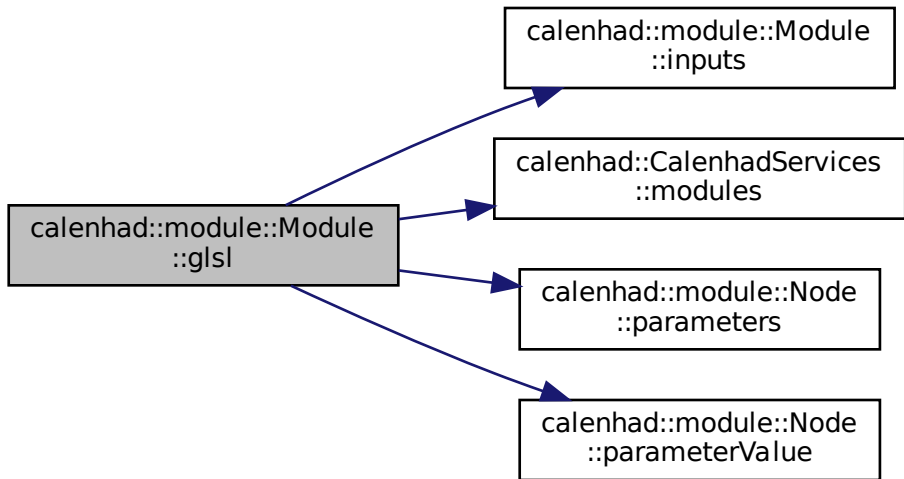 calenhad::module::Module
::inputs
calenhad::CalenhadServices
::modules
calenhad::module::Module
::glsl
calenhad::module::Node
::parameters
calenhad::module::Node
::parameterValue